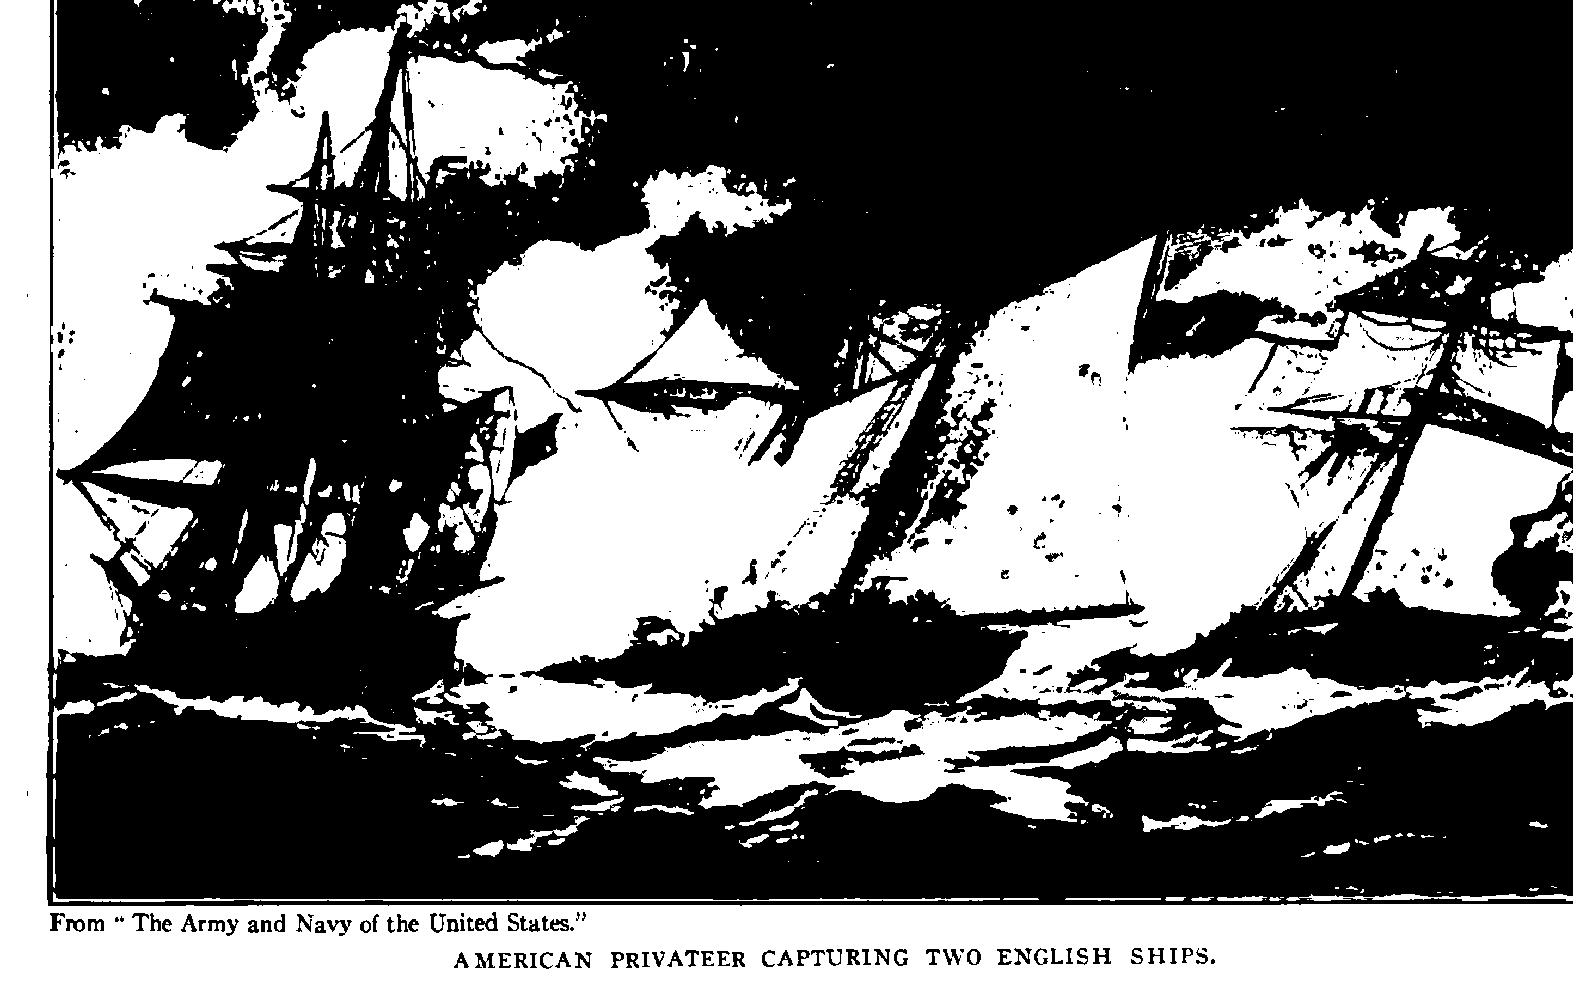 From “ The Army and Navy of the United States.”
AMERICAN PRIVATEER CAPTURING TWO ENGLISH SHIPS.